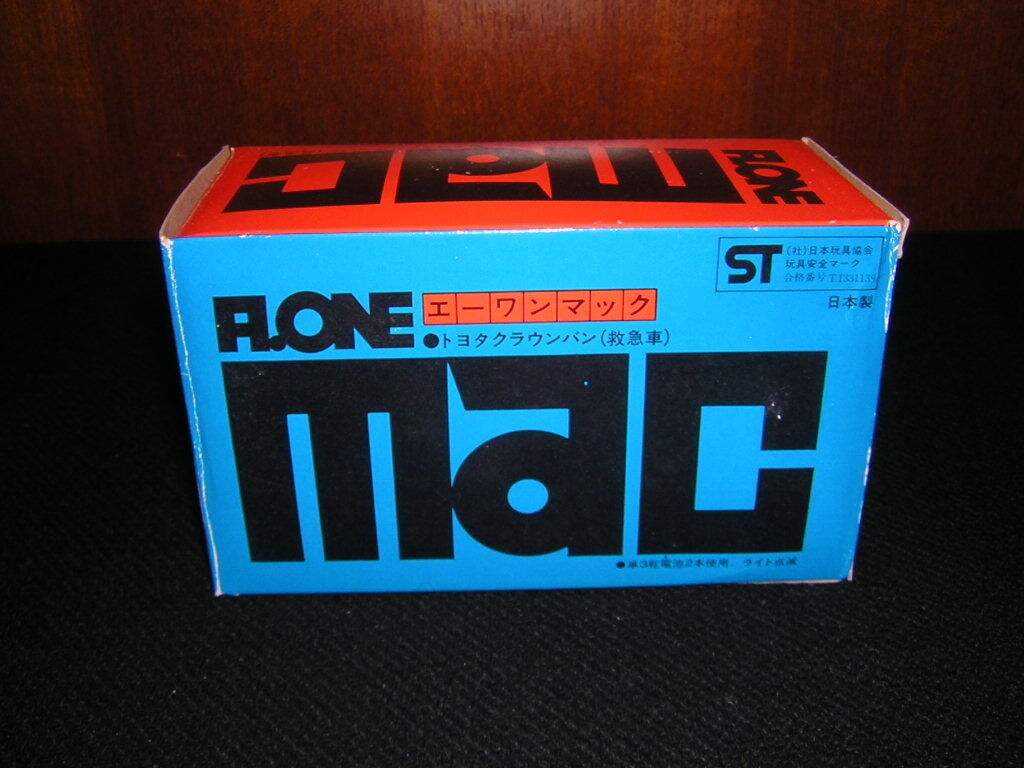 mac
A.ONE
ST
(社)日本玩具協会
玩具安全マーク
合格番号 T1331139
日本製
A.ONE
エーワンマック
●トヨタクラウンバン(救急車)
mac
●単3乾電池2本使用 ライト点滅